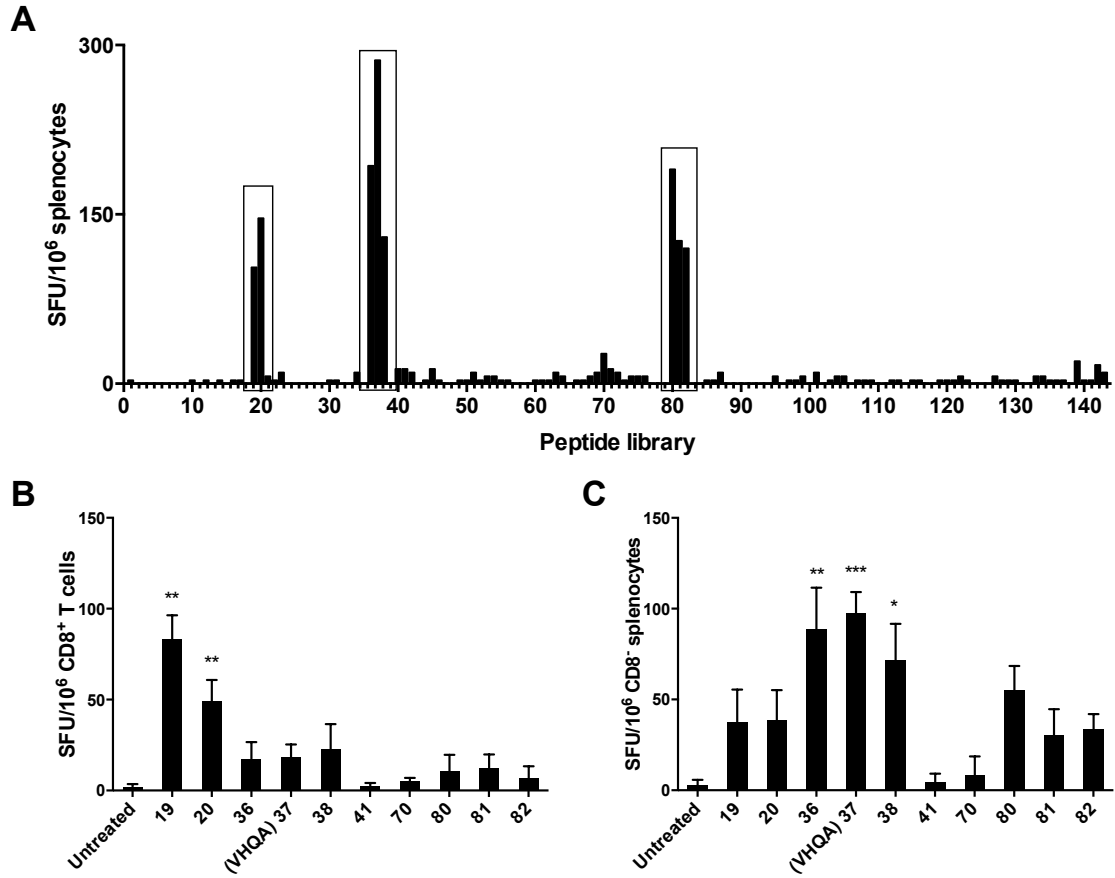 A
SFU/10⁶ splenocytes
300
150
0
0 10 20 30 40 50 60 70 80 90 100 110 120 130 140
Peptide library
B
SFU/10⁶ CD8⁺ T cells
150
100
50
0
** **
Untreated 19 20 36 (VHQA) 37 38 41 70 80 81 82
C
SFU/10⁶ CD8⁻ splenocytes
150
100
50
0
** *** *
Untreated 19 20 36 (VHQA) 37 38 41 70 80 81 82